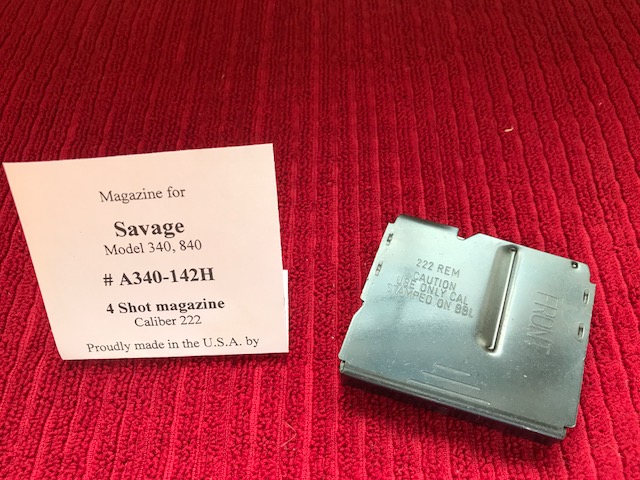 Magazine for
Savage
Model 340, 840
# A340-142H
4 Shot magazine
Caliber 222
Proudly made in the U.S.A. by
222 REM
CAUTION
USE ONLY CAL
STAMPED ON BBL
FRONT